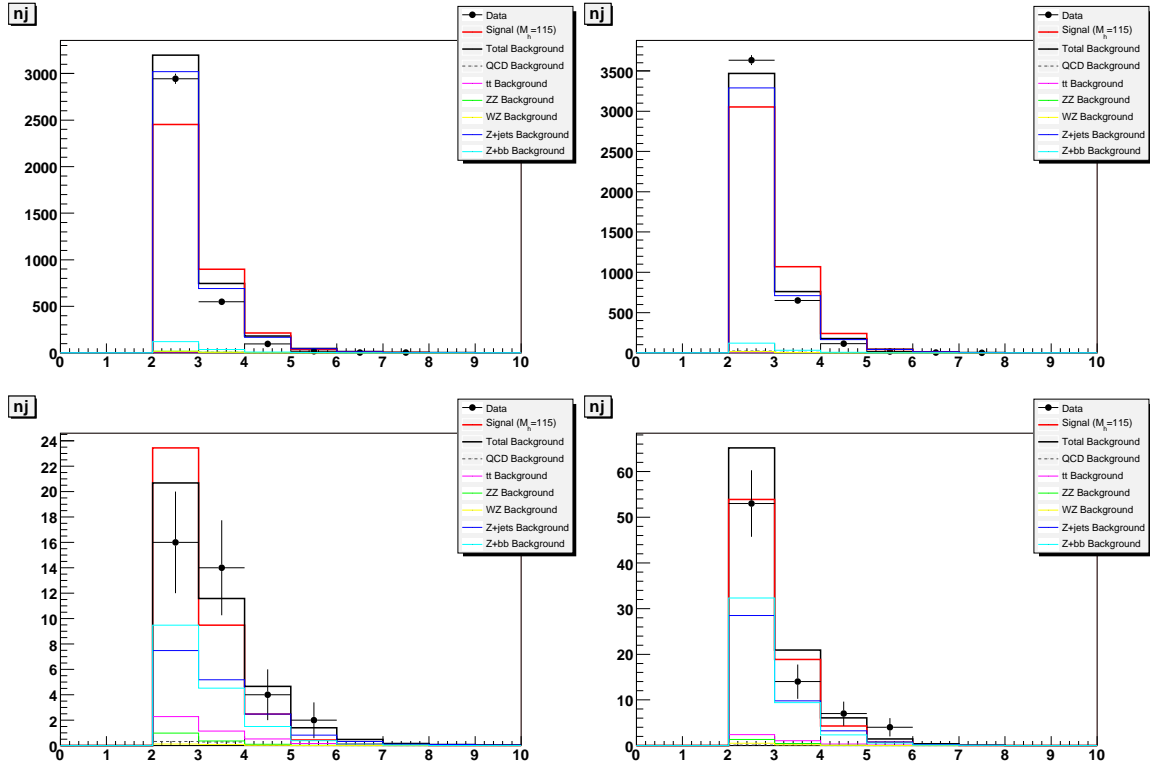 nj
Data
Signal (M_h=115)
Total Background
QCD Background
tt Background
ZZ Background
WZ Background
Z+jets Background
Z+bb Background
3000
2500
2000
1500
1000
500
0
0 1 2 3 4 5 6 7 8 9 10
nj
Data
Signal (M_h=115)
Total Background
QCD Background
tt Background
ZZ Background
WZ Background
Z+jets Background
Z+bb Background
3500
3000
2500
2000
1500
1000
500
0
0 1 2 3 4 5 6 7 8 9 10
nj
Data
Signal (M_h=115)
Total Background
QCD Background
tt Background
ZZ Background
WZ Background
Z+jets Background
Z+bb Background
24
22
20
18
16
14
12
10
8
6
4
2
0
0 1 2 3 4 5 6 7 8 9 10
nj
Data
Signal (M_h=115)
Total Background
QCD Background
tt Background
ZZ Background
WZ Background
Z+jets Background
Z+bb Background
60
50
40
30
20
10
0
0 1 2 3 4 5 6 7 8 9 10